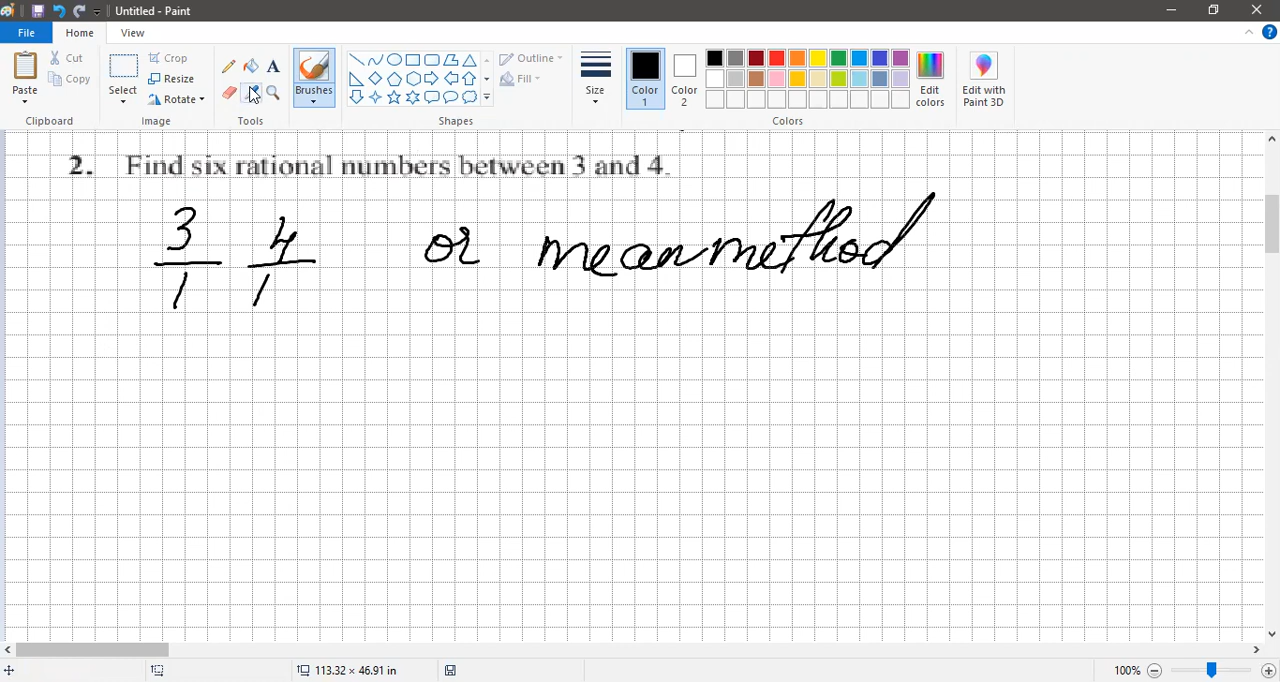 Untitled - Paint
File Home View
Paste Cut Copy Select Crop Resize Rotate Brushes Outline Fill Size Color 1 Color 2 Edit colors Edit with Paint 3D
Clipboard Image Tools Shapes Colors
2. Find six rational numbers between 3 and 4.
3/1 4/1 or mean method
113.32 × 46.91 in 100%